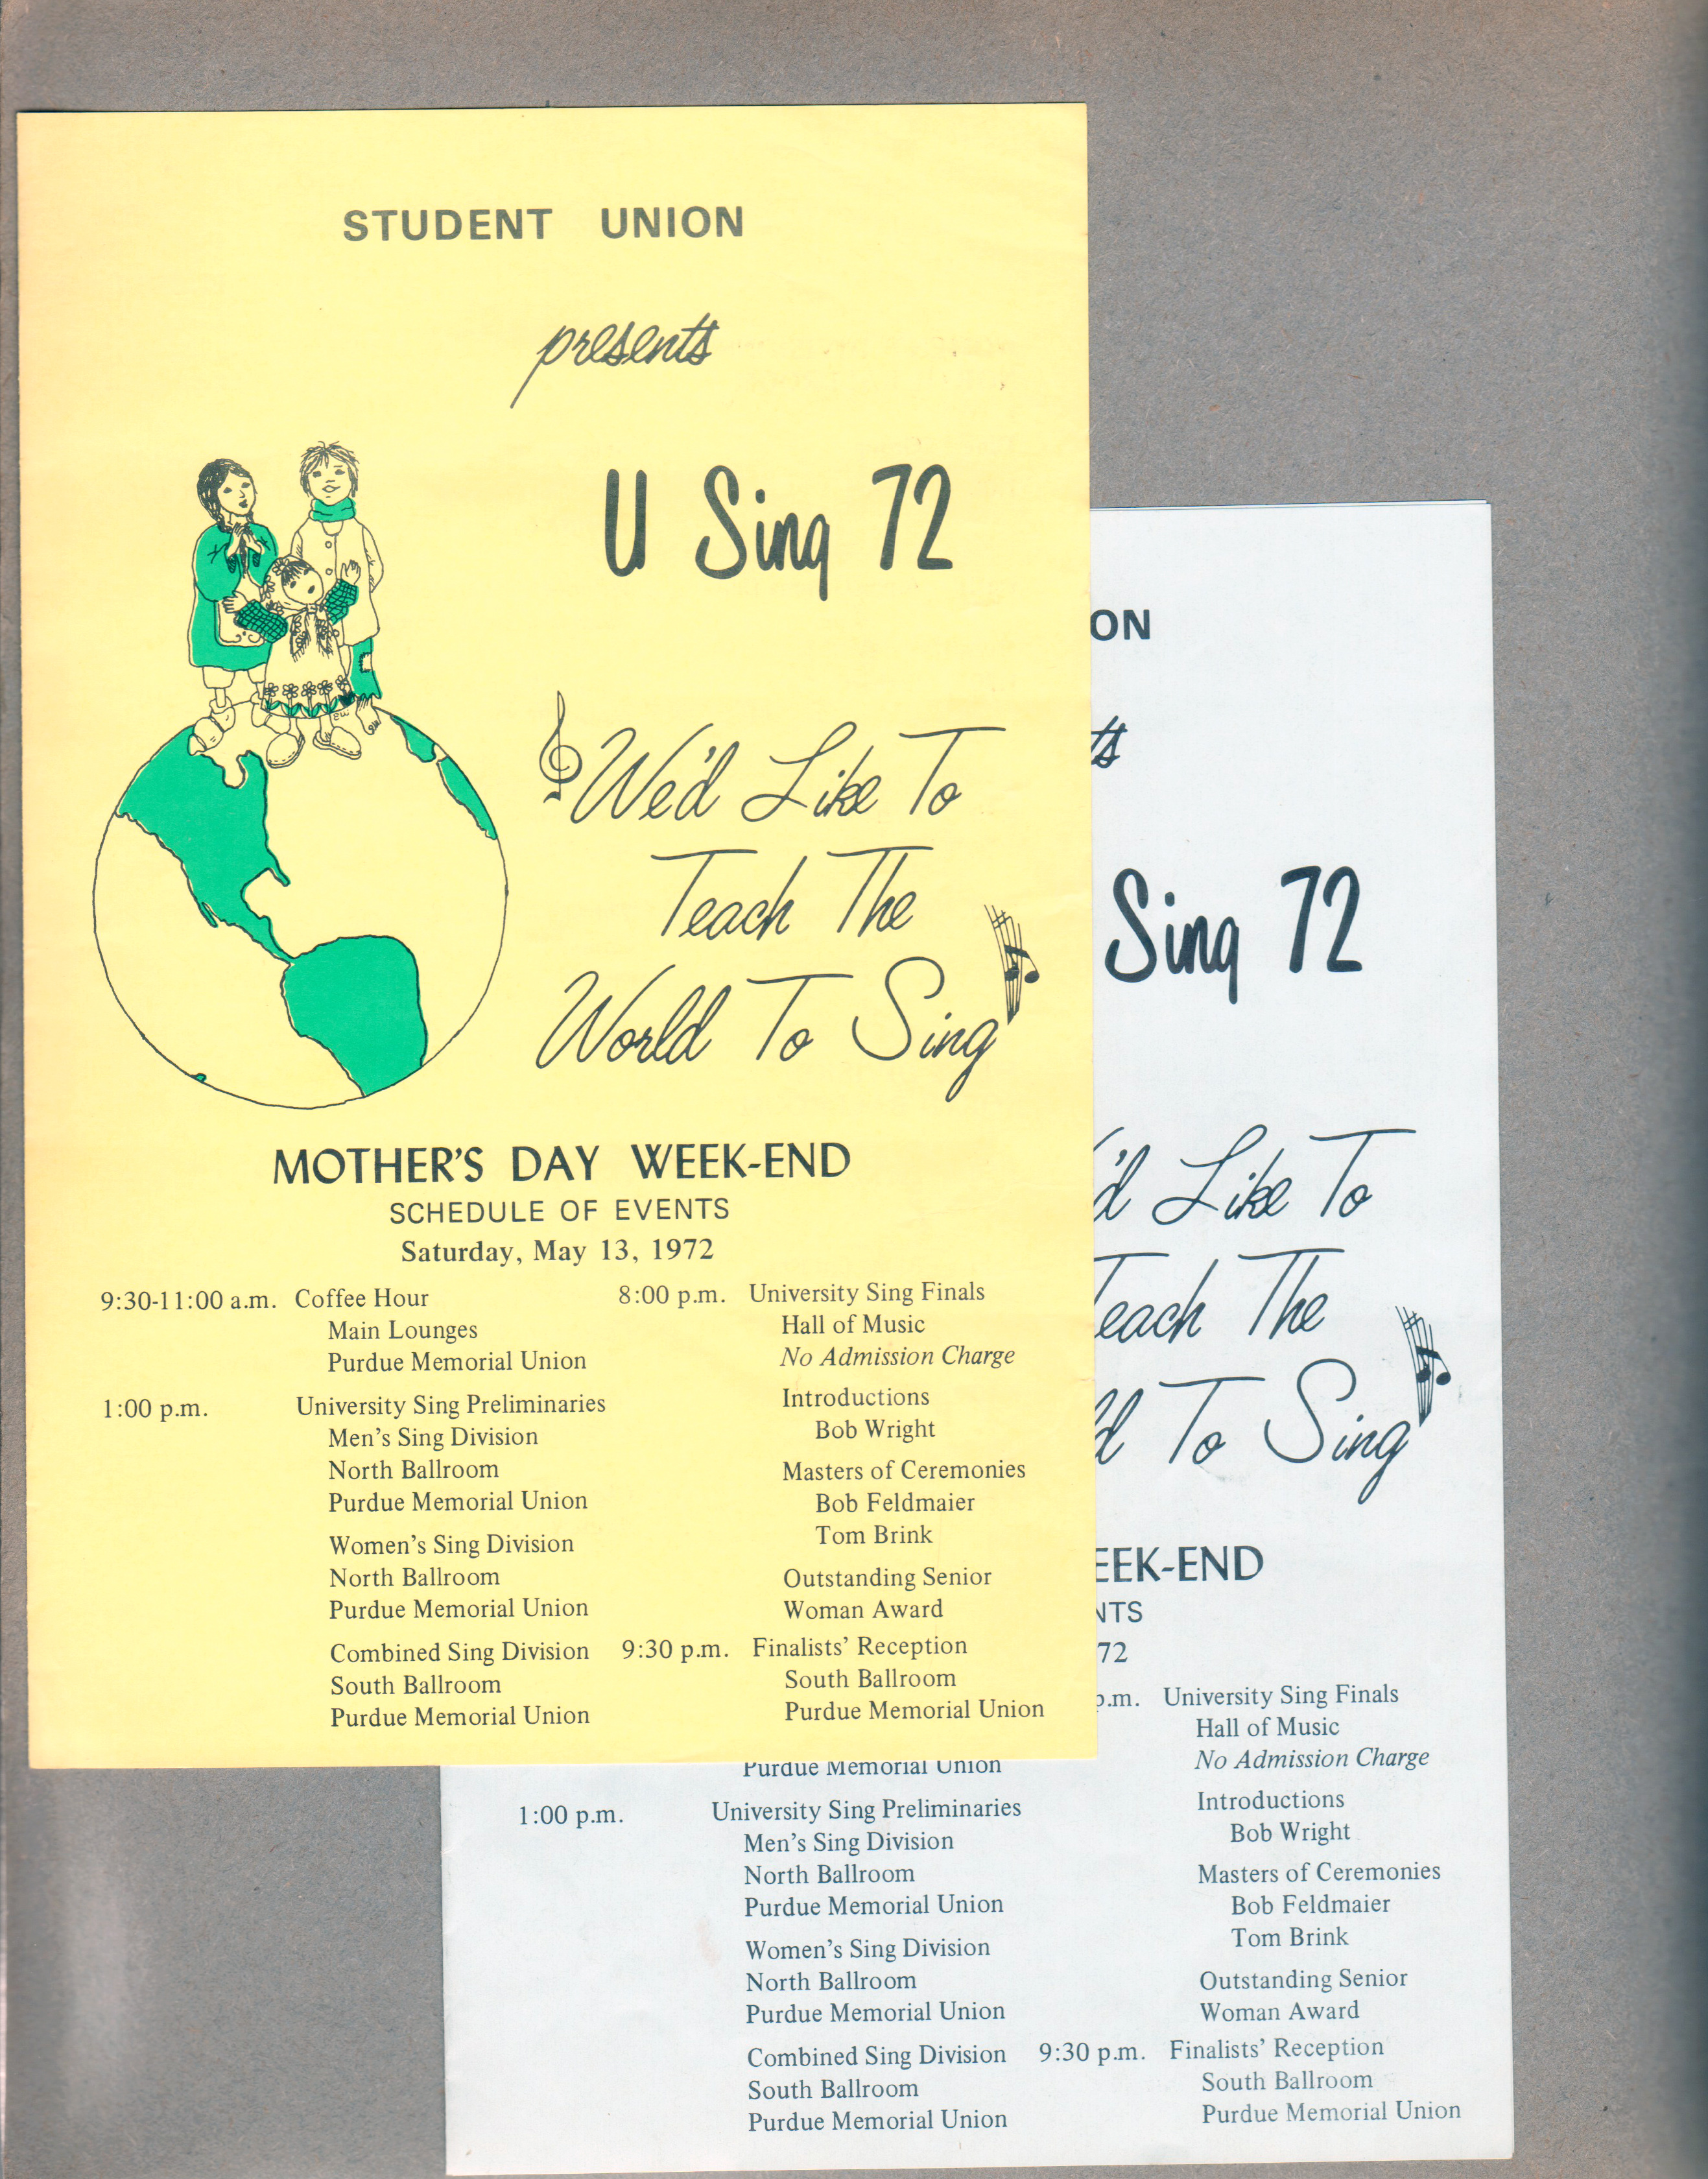 STUDENT UNION
presents
U Sing 72
We'd Like To
Teach The
World To Sing
MOTHER'S DAY WEEK-END
SCHEDULE OF EVENTS
Saturday, May 13, 1972
9:30-11:00 a.m. Coffee Hour
Main Lounges
Purdue Memorial Union
1:00 p.m. University Sing Preliminaries
Men's Sing Division
North Ballroom
Purdue Memorial Union
Women's Sing Division
North Ballroom
Purdue Memorial Union
Combined Sing Division
South Ballroom
Purdue Memorial Union
8:00 p.m. University Sing Finals
Hall of Music
No Admission Charge
Introductions
Bob Wright
Masters of Ceremonies
Bob Feldmaier
Tom Brink
Outstanding Senior
Woman Award
9:30 p.m. Finalists' Reception
South Ballroom
Purdue Memorial Union
ON
ts
Sing 72
'd Like To
Teach The
ld To Sing
EEK-END
NTS
72
Purdue Memorial Union
1:00 p.m. University Sing Preliminaries
Men's Sing Division
North Ballroom
Purdue Memorial Union
Women's Sing Division
North Ballroom
Purdue Memorial Union
Combined Sing Division
South Ballroom
Purdue Memorial Union
p.m. University Sing Finals
Hall of Music
No Admission Charge
Introductions
Bob Wright
Masters of Ceremonies
Bob Feldmaier
Tom Brink
Outstanding Senior
Woman Award
9:30 p.m. Finalists' Reception
South Ballroom
Purdue Memorial Union